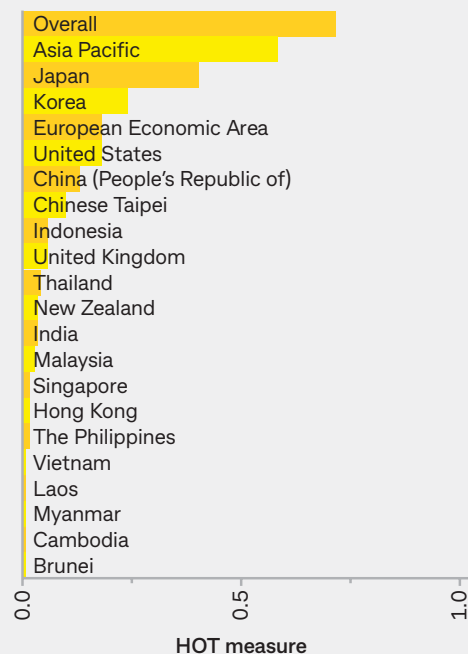 Overall
Asia Pacific
Japan
Korea
European Economic Area
United States
China (People’s Republic of)
Chinese Taipei
Indonesia
United Kingdom
Thailand
New Zealand
India
Malaysia
Singapore
Hong Kong
The Philippines
Vietnam
Laos
Myanmar
Cambodia
Brunei
0.0 0.5 1.0
HOT measure